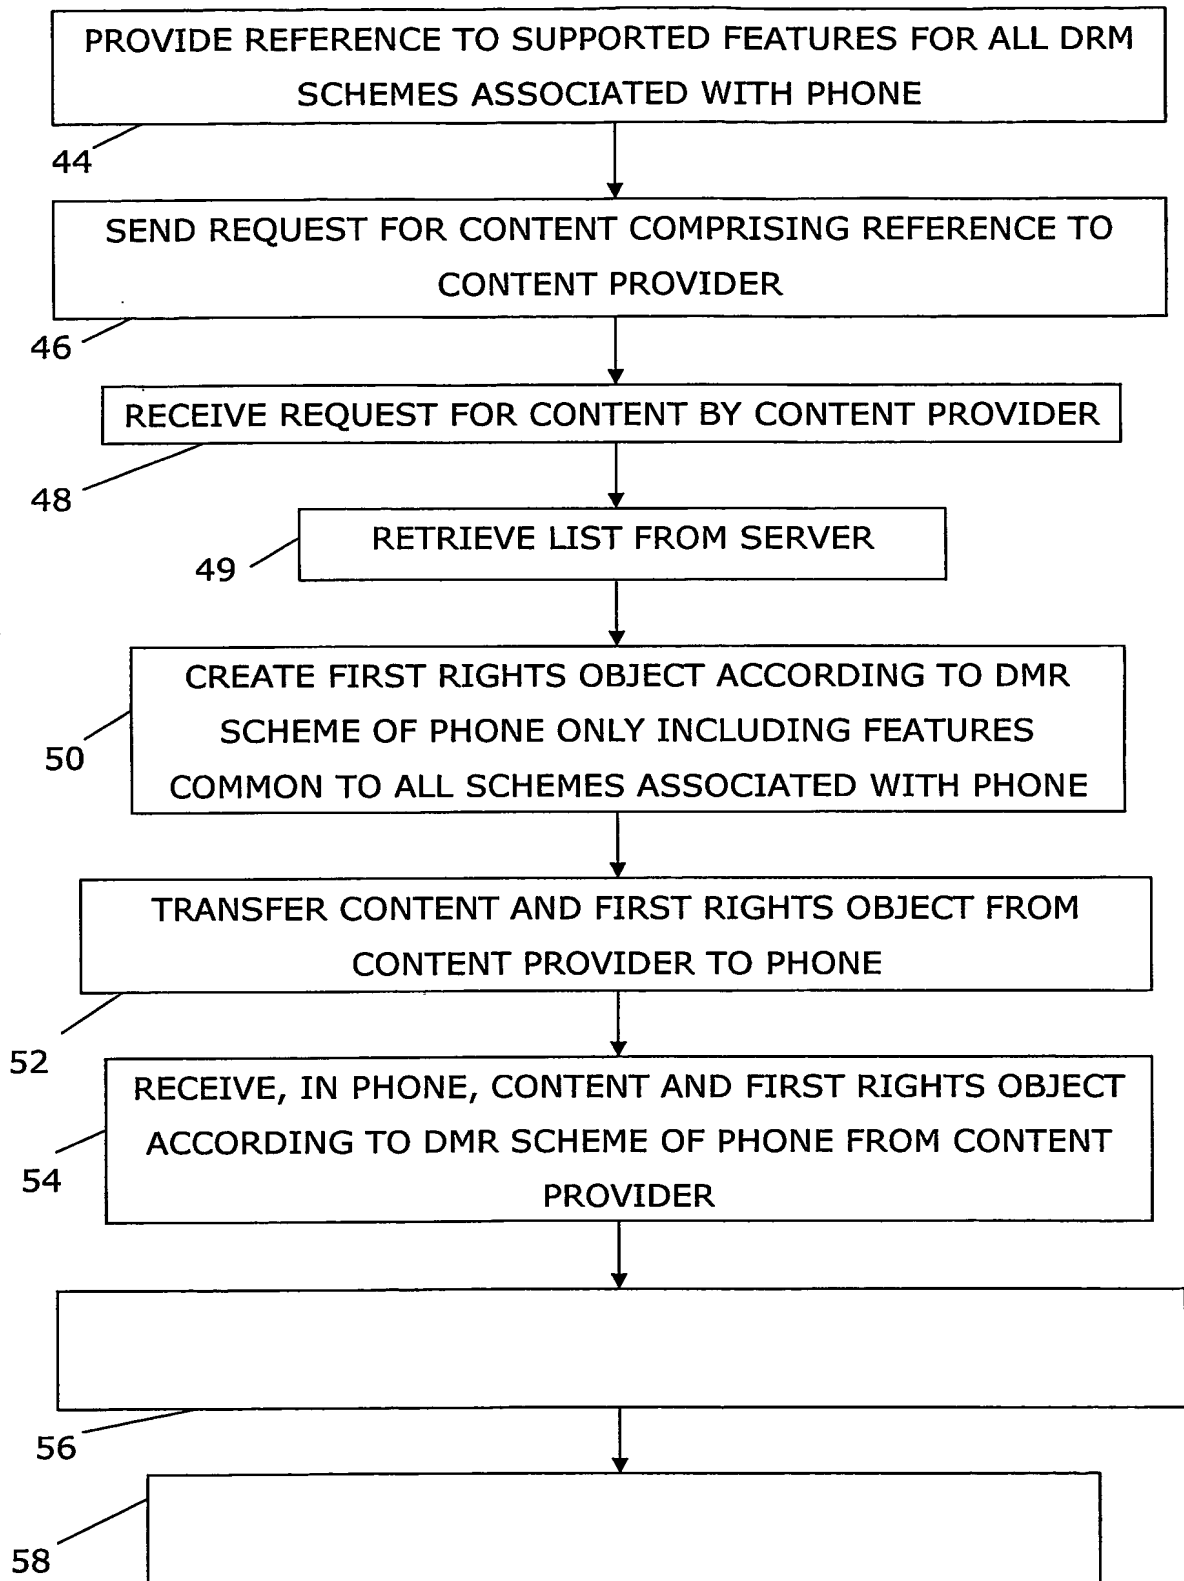 PROVIDE REFERENCE TO SUPPORTED FEATURES FOR ALL DRM
SCHEMES ASSOCIATED WITH PHONE
44
SEND REQUEST FOR CONTENT COMPRISING REFERENCE TO
CONTENT PROVIDER
46
RECEIVE REQUEST FOR CONTENT BY CONTENT PROVIDER
48
RETRIEVE LIST FROM SERVER
49
CREATE FIRST RIGHTS OBJECT ACCORDING TO DMR
SCHEME OF PHONE ONLY INCLUDING FEATURES
COMMON TO ALL SCHEMES ASSOCIATED WITH PHONE
50
TRANSFER CONTENT AND FIRST RIGHTS OBJECT FROM
CONTENT PROVIDER TO PHONE
52
RECEIVE, IN PHONE, CONTENT AND FIRST RIGHTS OBJECT
ACCORDING TO DMR SCHEME OF PHONE FROM CONTENT
PROVIDER
54
56
58